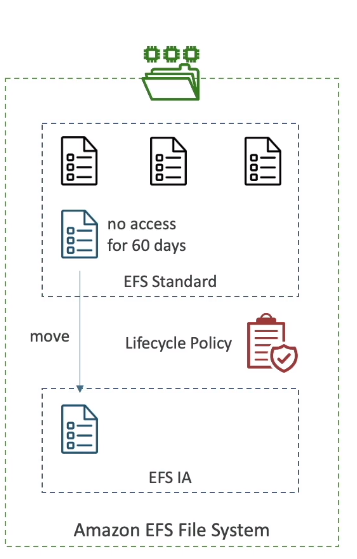 no access
for 60 days
EFS Standard
move
Lifecycle Policy
EFS IA
Amazon EFS File System